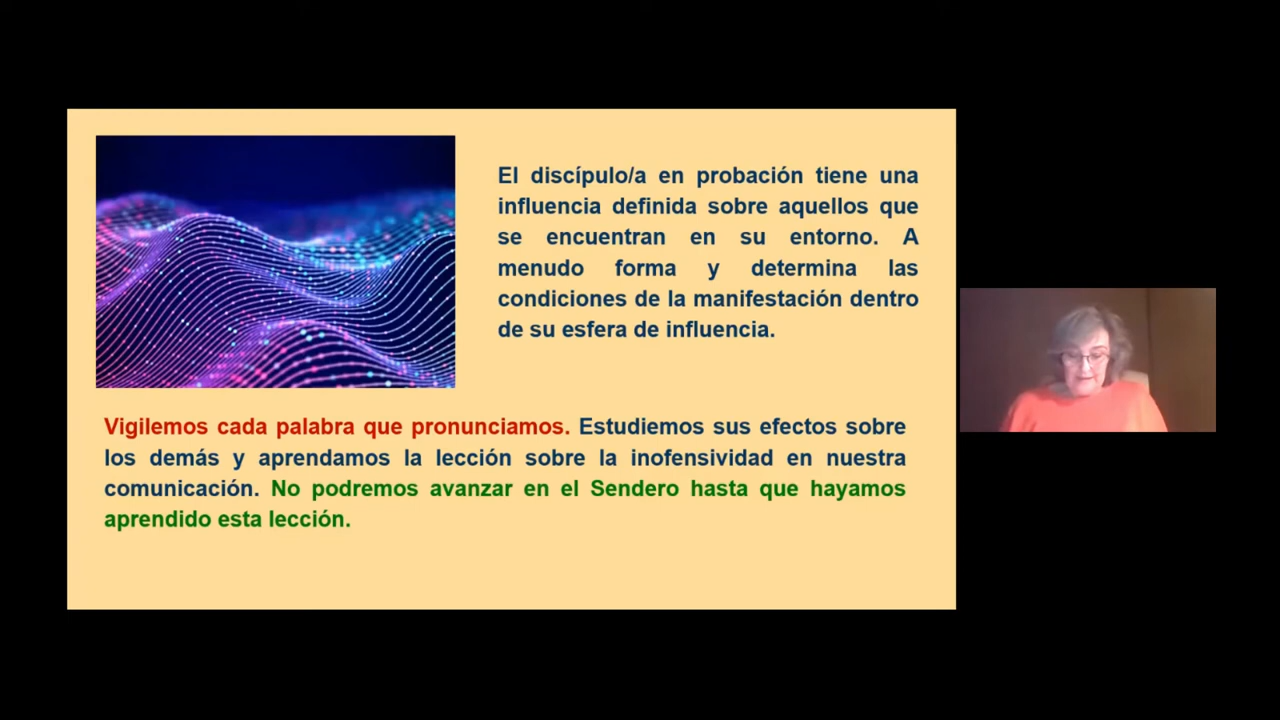 El discípulo/a en probación tiene una
influencia definida sobre aquellos que
se encuentran en su entorno. A
menudo forma y determina las
condiciones de la manifestación dentro
de su esfera de influencia.
Vigilemos cada palabra que pronunciamos. Estudiemos sus efectos sobre
los demás y aprendamos la lección sobre la inofensividad en nuestra
comunicación. No podremos avanzar en el Sendero hasta que hayamos
aprendido esta lección.